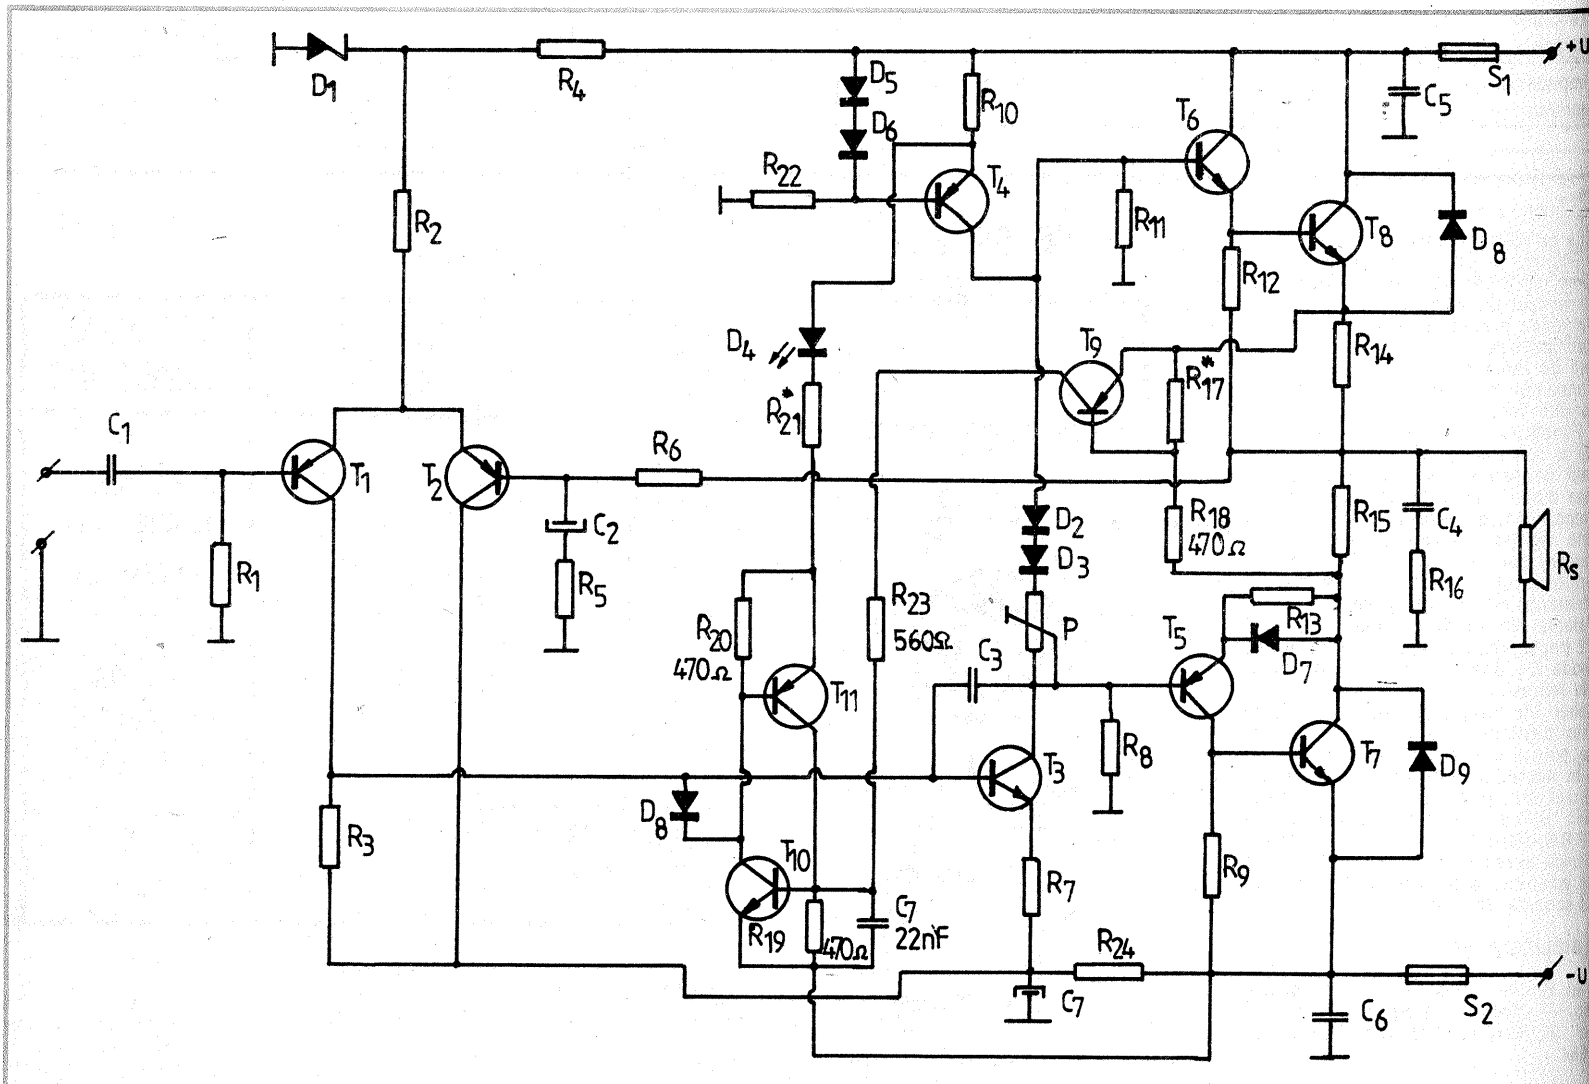 +U
D1
R4
D5
R10
C5
S1
D6
T6
R22
T4
R11
R2
T8
D8
R12
D4
T9
R14
R*17
R*21
C1
R6
T1
T2
C2
R18
470Ω
R15
C4
D2
D3
R1
R5
R16
Rs
R23
560Ω
R20
470Ω
P
R13
T5
D7
C3
T11
R8
T3
T7
D9
D8
R3
T10
R9
R7
C7
22nF
R19
470Ω
R24
-U
C7
C6
S2